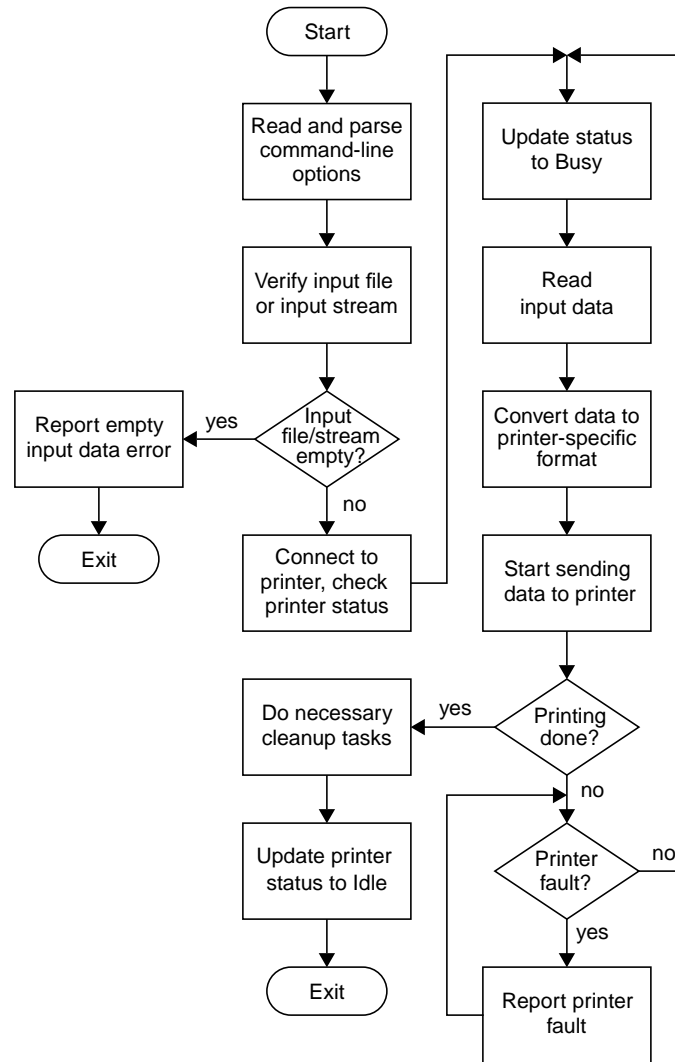 Start
Read and parse
command-line
options
Verify input file
or input stream
Input
file/stream
empty?
yes
Report empty
input data error
Exit
no
Connect to
printer, check
printer status
Update status
to Busy
Read
input data
Convert data to
printer-specific
format
Start sending
data to printer
Printing
done?
yes
Do necessary
cleanup tasks
Update printer
status to Idle
Exit
no
Printer
fault?
no
yes
Report printer
fault